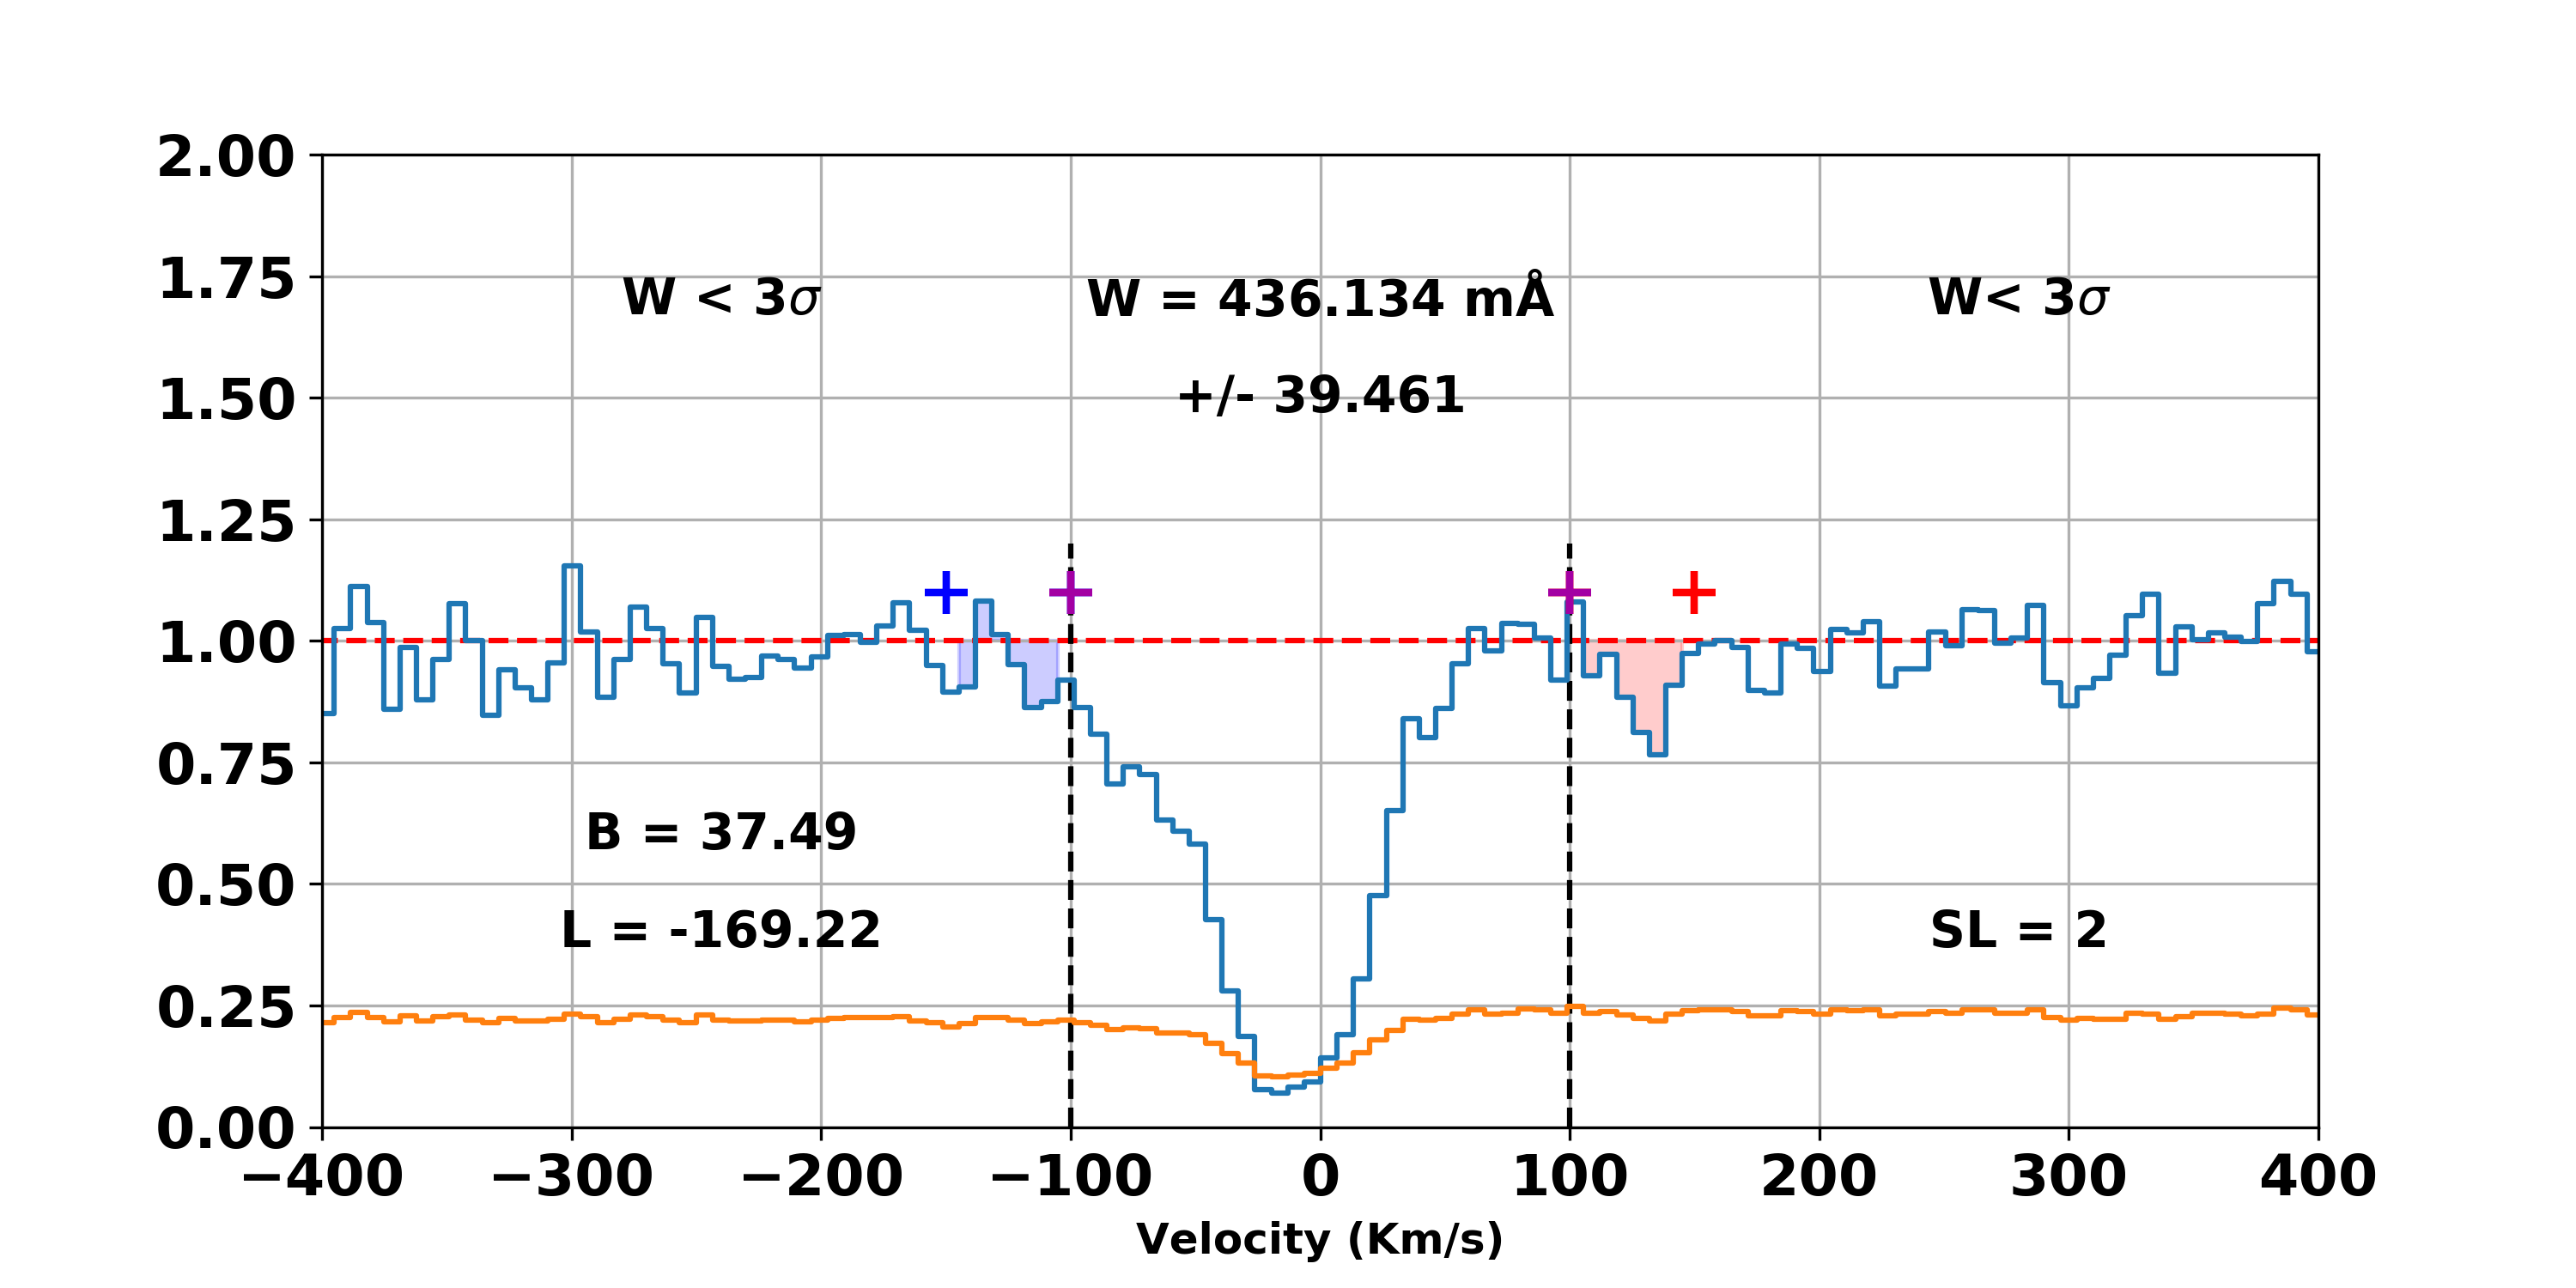 2.00
1.75
1.50
1.25
1.00
0.75
0.50
0.25
0.00
W < 3σ
W = 436.134 mÅ
+/- 39.461
W< 3σ
B = 37.49
L = -169.22
SL = 2
−400 −300 −200 −100 0 100 200 300 400
Velocity (Km/s)